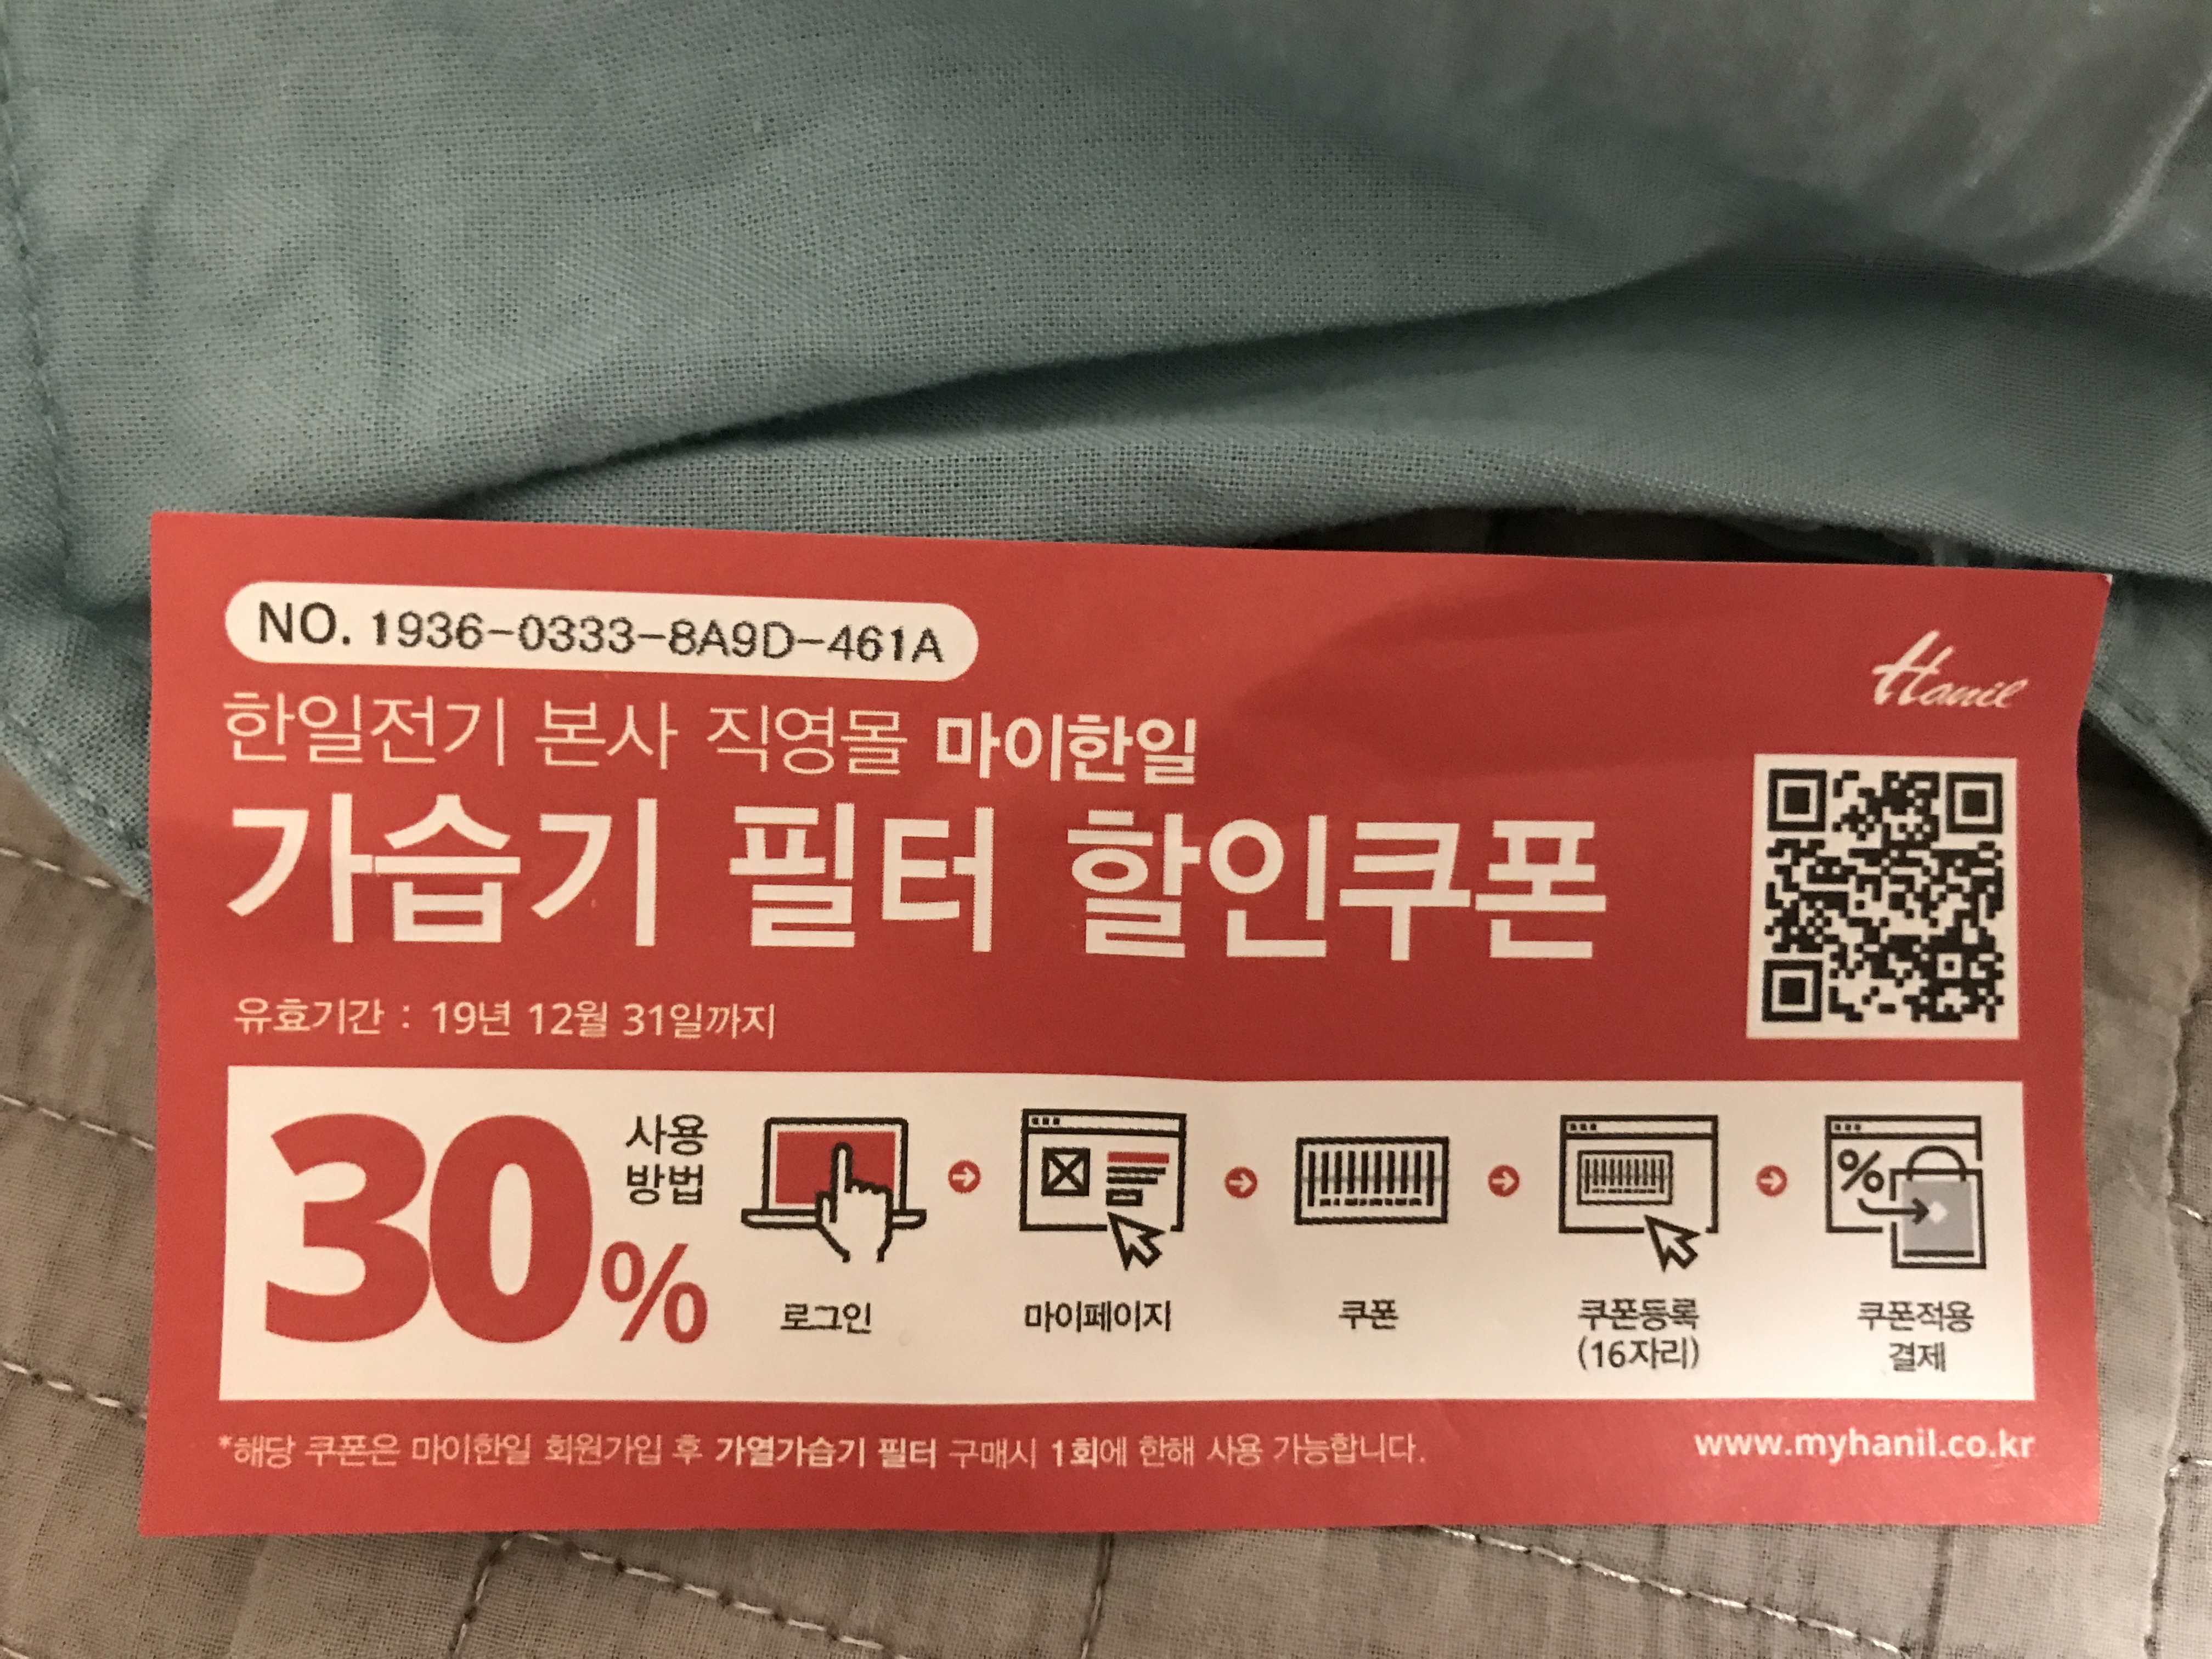 NO. 1936-0333-8A9D-461A
Hanil
한일전기 본사 직영몰 마이한일
가습기 필터 할인쿠폰
유효기간 : 19년 12월 31일까지
30%
사용
방법
로그인
마이페이지
쿠폰
쿠폰등록
(16자리)
%
쿠폰적용
결제
*해당 쿠폰은 마이한일 회원가입 후 가열가습기 필터 구매시 1회에 한해 사용 가능합니다.
www.myhanil.co.kr